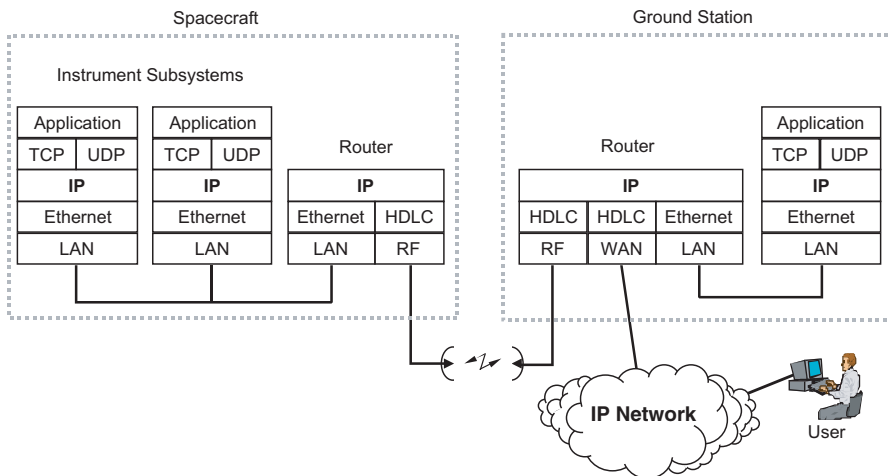 Spacecraft
Ground Station
Instrument Subsystems
Application
Application
Application
TCP UDP
TCP UDP
Router
Router
TCP UDP
IP
IP
IP
IP
IP
Ethernet
Ethernet
Ethernet HDLC
HDLC HDLC Ethernet
Ethernet
LAN
LAN
LAN RF
RF WAN LAN
LAN
IP Network
User